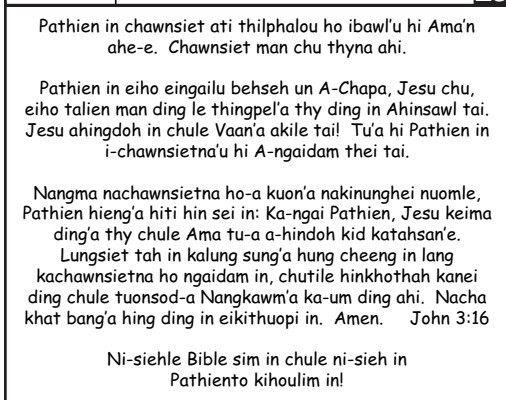 Pathien in chawnsiet ati thilphalou ho ibawl'u hi Ama'n
ahe-e. Chawnsiet man chu thyna ahi.
Pathien in eiho eingailu behseh un A-Chapa, Jesu chu,
eiho talien man ding le thingpel'a thy ding in Ahinsawl tai.
Jesu ahingdoh in chule Vaan'a akile tai! Tu'a hi Pathien in
i-chawnsietna'u hi A-ngaidam thei tai.
Nangma nachawnsietna ho-a kuon'a nakinunghei nuomle,
Pathien hieng'a hiti hin sei in: Ka-ngai Pathien, Jesu keima
ding'a thy chule Ama tu-a a-hindoh kid katahsan'e.
Lungsiet tah in kalung sung'a hung cheeng in lang
kachawnsietna ho ngaidam in, chutile hinkhothah kanei
ding chule tuonsod-a Nangkawm'a ka-um ding ahi. Nacha
khat bang'a hing ding in eikithuopi in. Amen. John 3:16
Ni-siehle Bible sim in chule ni-sieh in
Pathiento kihoulim in!